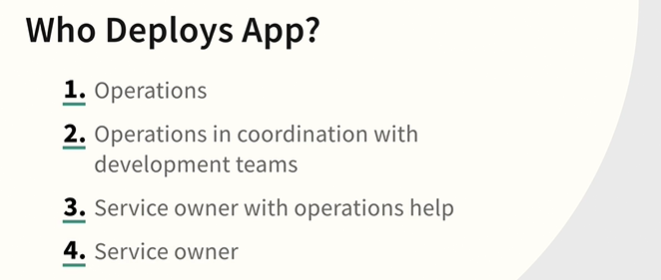 Who Deploys App?
1. Operations
2. Operations in coordination with
development teams
3. Service owner with operations help
4. Service owner